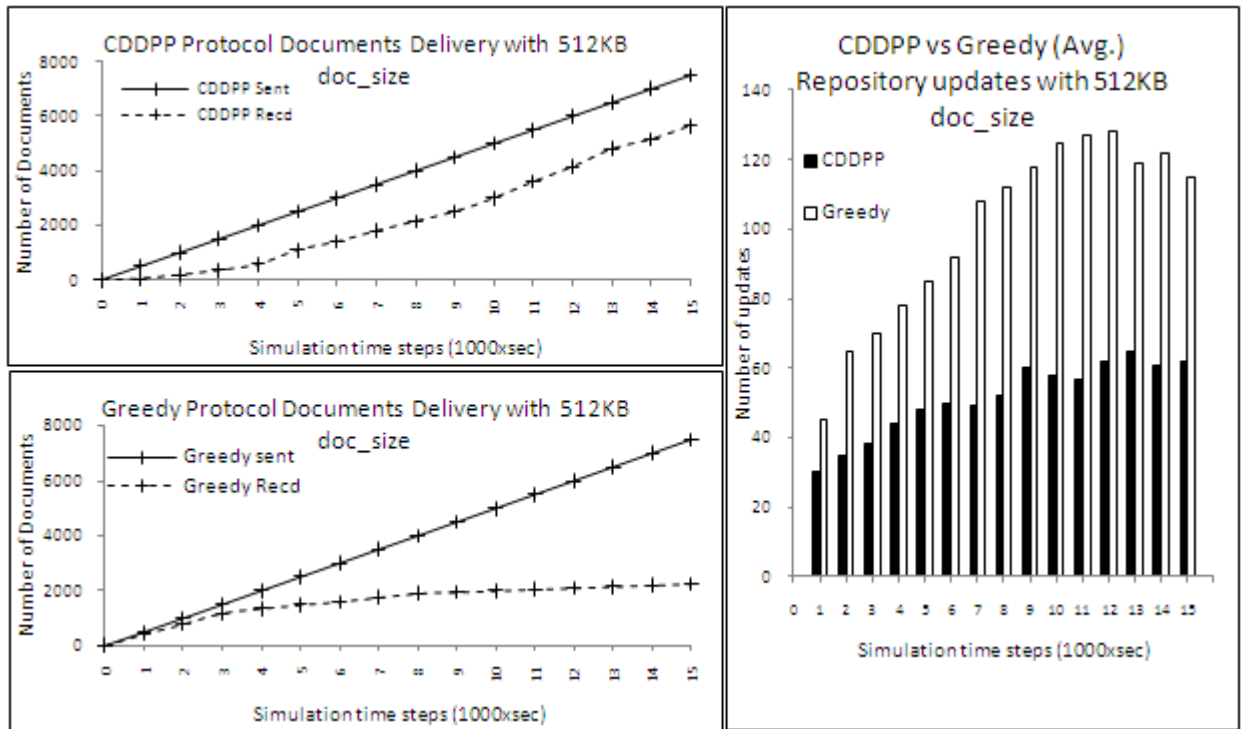 CDDPP Protocol Documents Delivery with 512KB
doc_size
Number of Documents
8000
6000
4000
2000
0
CDDPP Sent
CDDPP Recd
0 1 2 3 4 5 6 7 8 9 10 11 12 13 14 15
Simulation time steps (1000xsec)
Greedy Protocol Documents Delivery with 512KB
doc_size
Number of Documents
8000
6000
4000
2000
0
Greedy sent
Greedy Recd
0 1 2 3 4 5 6 7 8 9 10 11 12 13 14 15
Simulation time steps (1000xsec)
CDDPP vs Greedy (Avg.)
Repository updates with 512KB
doc_size
Number of updates
140
120
100
80
60
40
20
0
CDDPP
Greedy
0 1 2 3 4 5 6 7 8 9 10 11 12 13 14 15
Simulation time steps (1000xsec)